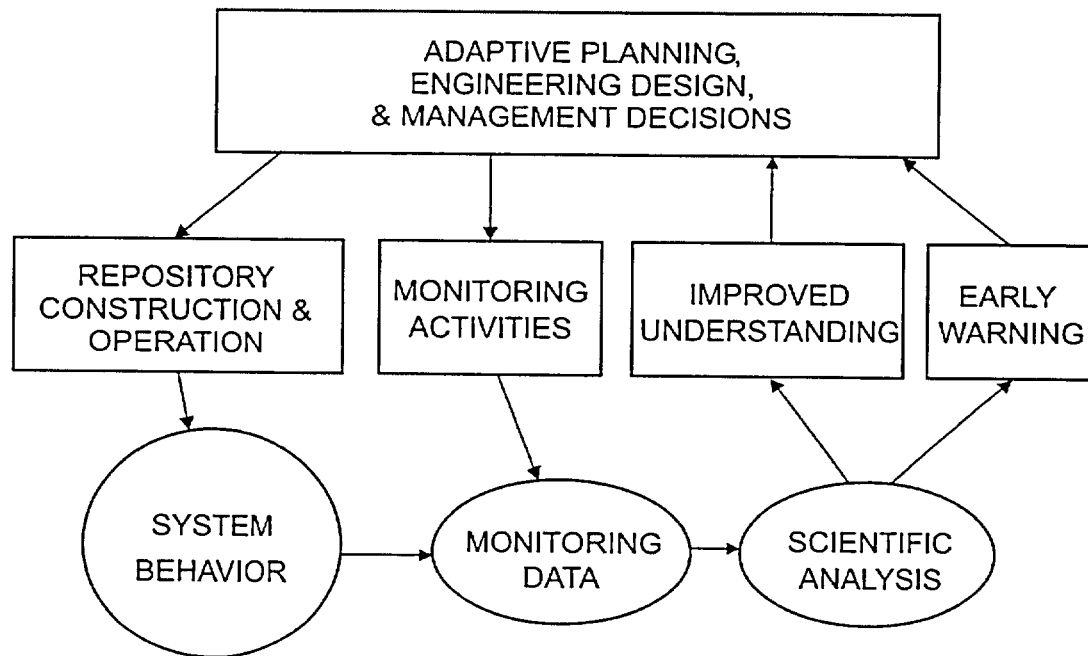 ADAPTIVE PLANNING,
ENGINEERING DESIGN,
& MANAGEMENT DECISIONS
REPOSITORY
CONSTRUCTION &
OPERATION
MONITORING
ACTIVITIES
IMPROVED
UNDERSTANDING
EARLY
WARNING
SYSTEM
BEHAVIOR
MONITORING
DATA
SCIENTIFIC
ANALYSIS